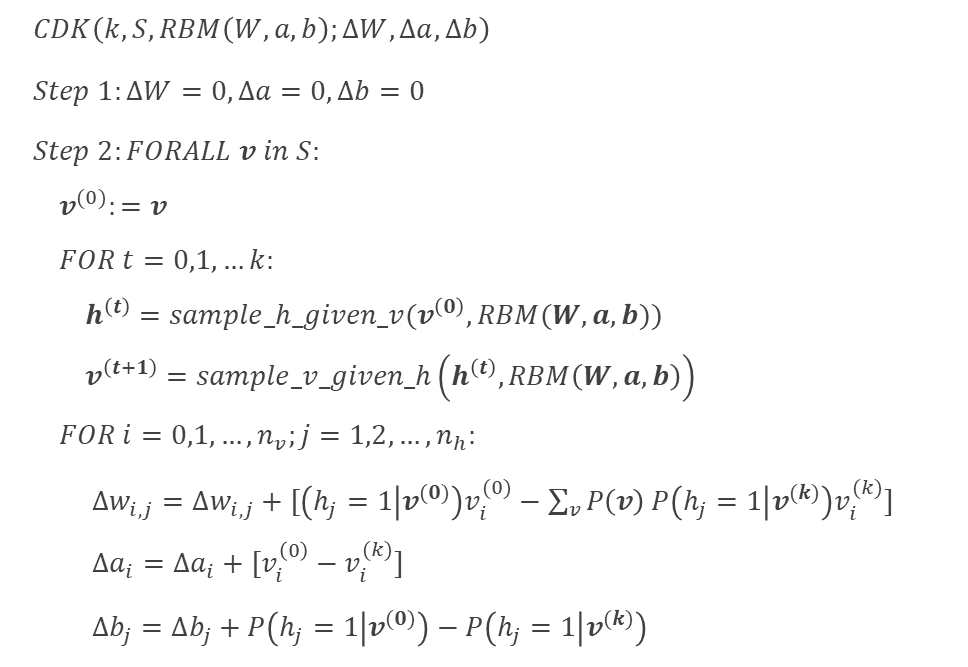 CDK(k, S, RBM(W, a, b); ΔW, Δa, Δb)
Step 1: ΔW = 0, Δa = 0, Δb = 0
Step 2: FORALL v in S:
v⁽⁰⁾: = v
FOR t = 0,1, … k:
h⁽ᵗ⁾ = sample_h_given_v(v⁽⁰⁾, RBM(W, a, b))
v⁽ᵗ⁺¹⁾ = sample_v_given_h(h⁽ᵗ⁾, RBM(W, a, b))
FOR i = 0,1, …, n_v; j = 1,2, …, n_h:
Δw_{i,j} = Δw_{i,j} + [(h_j = 1|v⁽⁰⁾)v_i⁽⁰⁾ − ∑_v P(v) P(h_j = 1|v⁽ᵏ⁾)v_i⁽ᵏ⁾]
Δa_i = Δa_i + [v_i⁽⁰⁾ − v_i⁽ᵏ⁾]
Δb_j = Δb_j + P(h_j = 1|v⁽⁰⁾) − P(h_j = 1|v⁽ᵏ⁾)